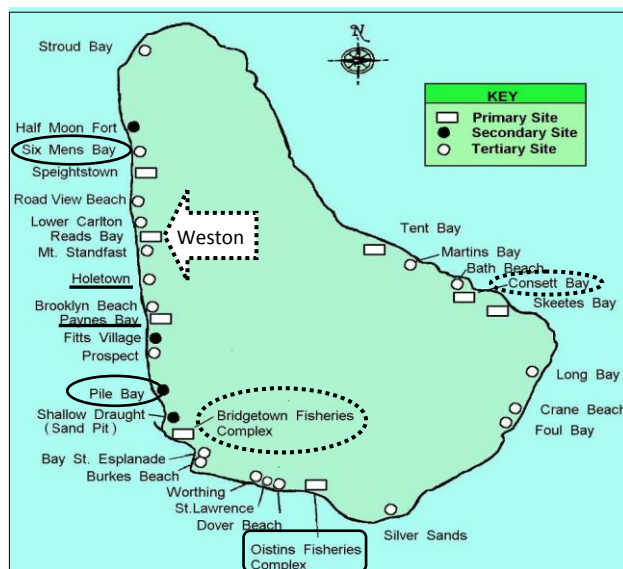 N
Stroud Bay
KEY
Primary Site
Secondary Site
Tertiary Site
Half Moon Fort
Six Mens Bay
Speightstown
Road View Beach
Lower Carlton
Reads Bay
Mt. Standfast
Weston
Holetown
Brooklyn Beach
Paynes Bay
Fitts Village
Prospect
Pile Bay
Shallow Draught
(Sand Pit)
Bridgetown Fisheries
Complex
Bay St. Esplanade
Burkes Beach
Worthing
St.Lawrence
Dover Beach
Oistins Fisheries
Complex
Silver Sands
Tent Bay
Martins Bay
Bath Beach
Consett Bay
Skeetes Bay
Long Bay
Crane Beach
Foul Bay